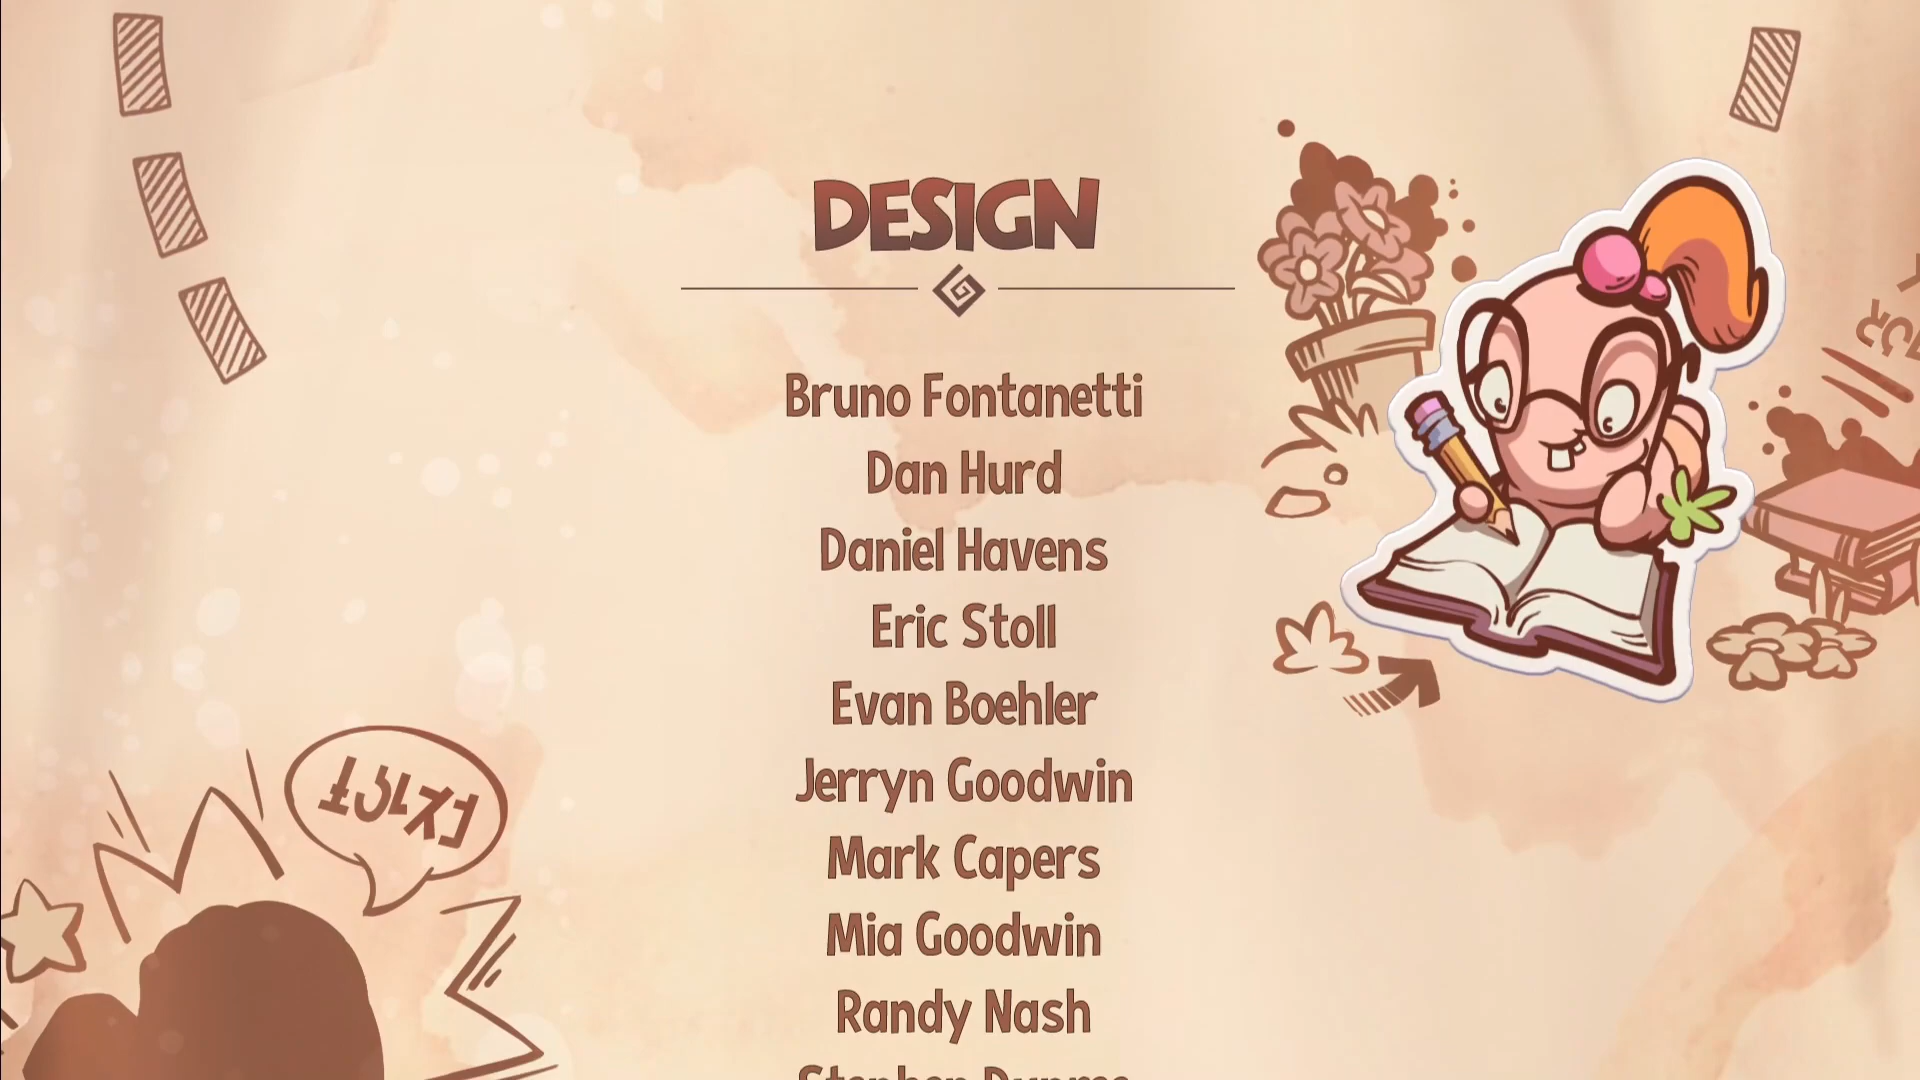 DESIGN
Bruno Fontanetti
Dan Hurd
Daniel Havens
Eric Stoll
Evan Boehler
Jerryn Goodwin
Mark Capers
Mia Goodwin
Randy Nash